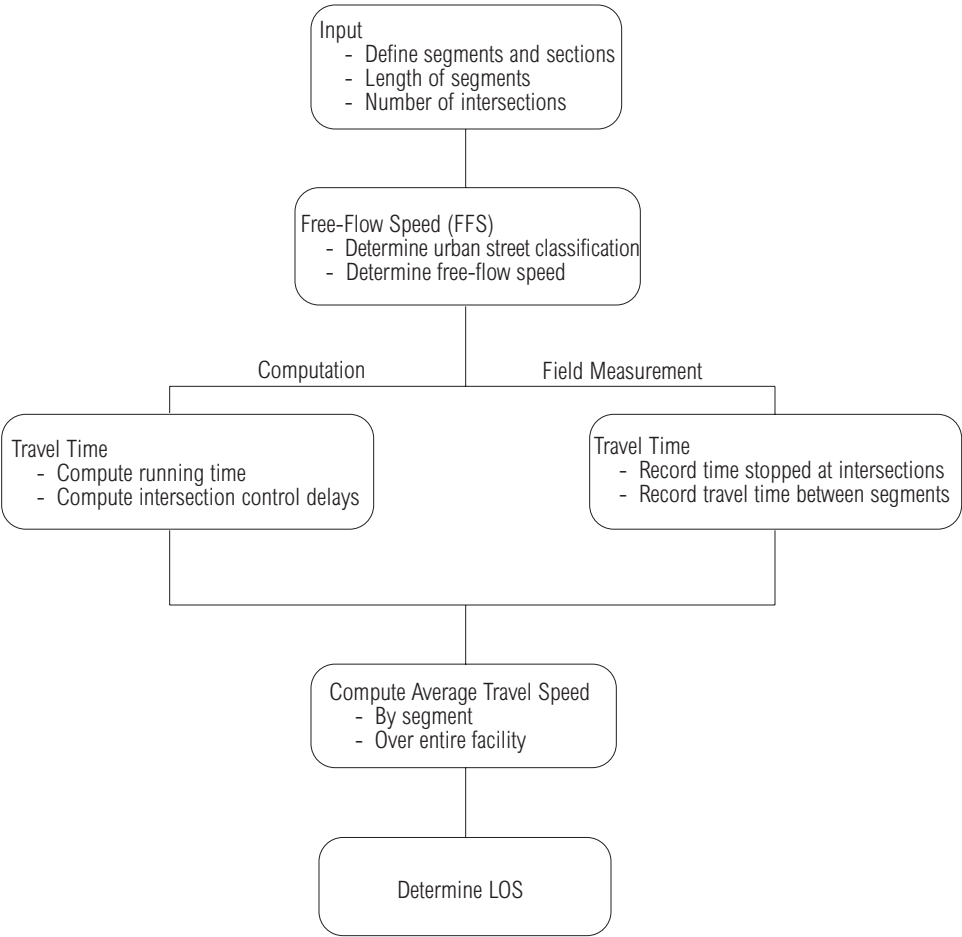 Input
- Define segments and sections
- Length of segments
- Number of intersections
Free-Flow Speed (FFS)
- Determine urban street classification
- Determine free-flow speed
Computation
Field Measurement
Travel Time
- Compute running time
- Compute intersection control delays
Travel Time
- Record time stopped at intersections
- Record travel time between segments
Compute Average Travel Speed
- By segment
- Over entire facility
Determine LOS